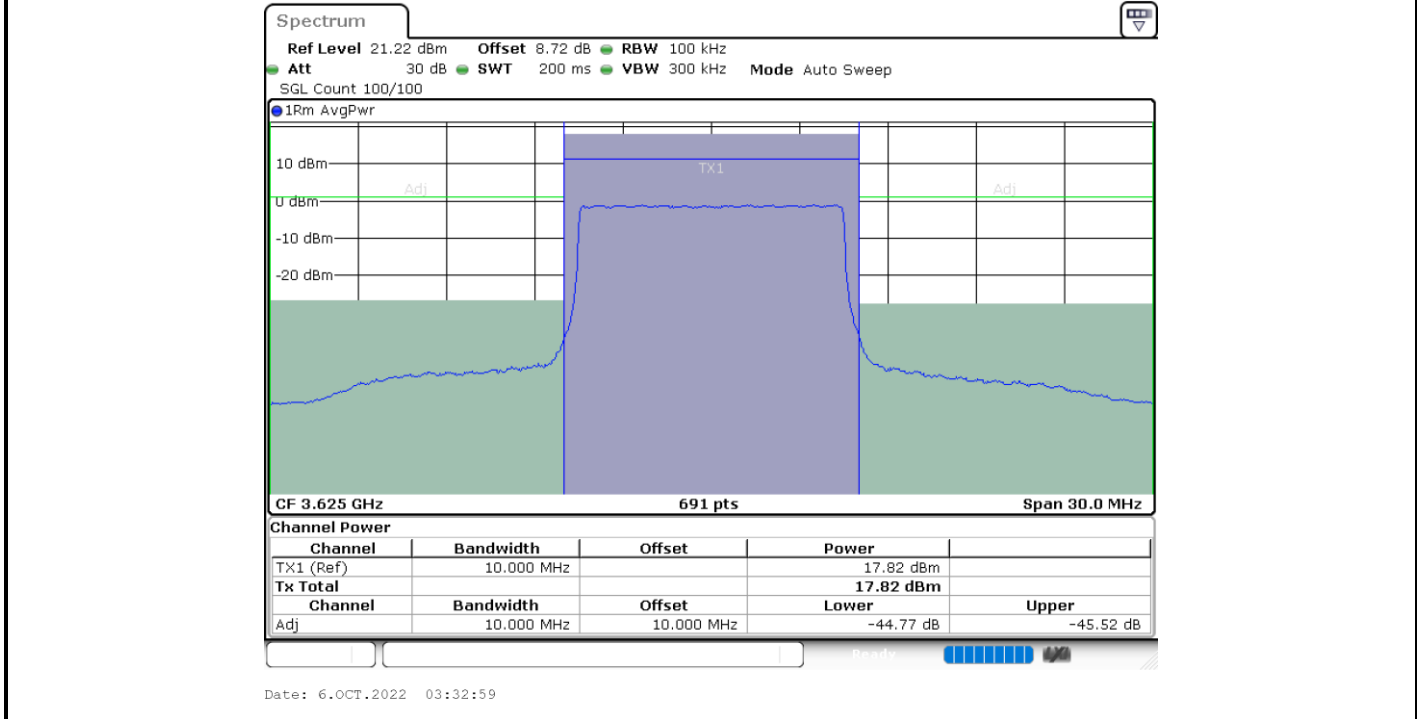 Spectrum
Ref Level 21.22 dBm Offset 8.72 dB RBW 100 kHz
Att 30 dB SWT 200 ms VBW 300 kHz Mode Auto Sweep
SGL Count 100/100
1Rm AvgPwr
10 dBm
TX1
Adj Adj
0 dBm
-10 dBm
-20 dBm
CF 3.625 GHz 691 pts Span 30.0 MHz
Channel Power
Channel Bandwidth Offset Power
TX1 (Ref) 10.000 MHz 17.82 dBm
Tx Total 17.82 dBm
Channel Bandwidth Offset Lower Upper
Adj 10.000 MHz 10.000 MHz -44.77 dB -45.52 dB
Ready
Date: 6.OCT.2022 03:32:59